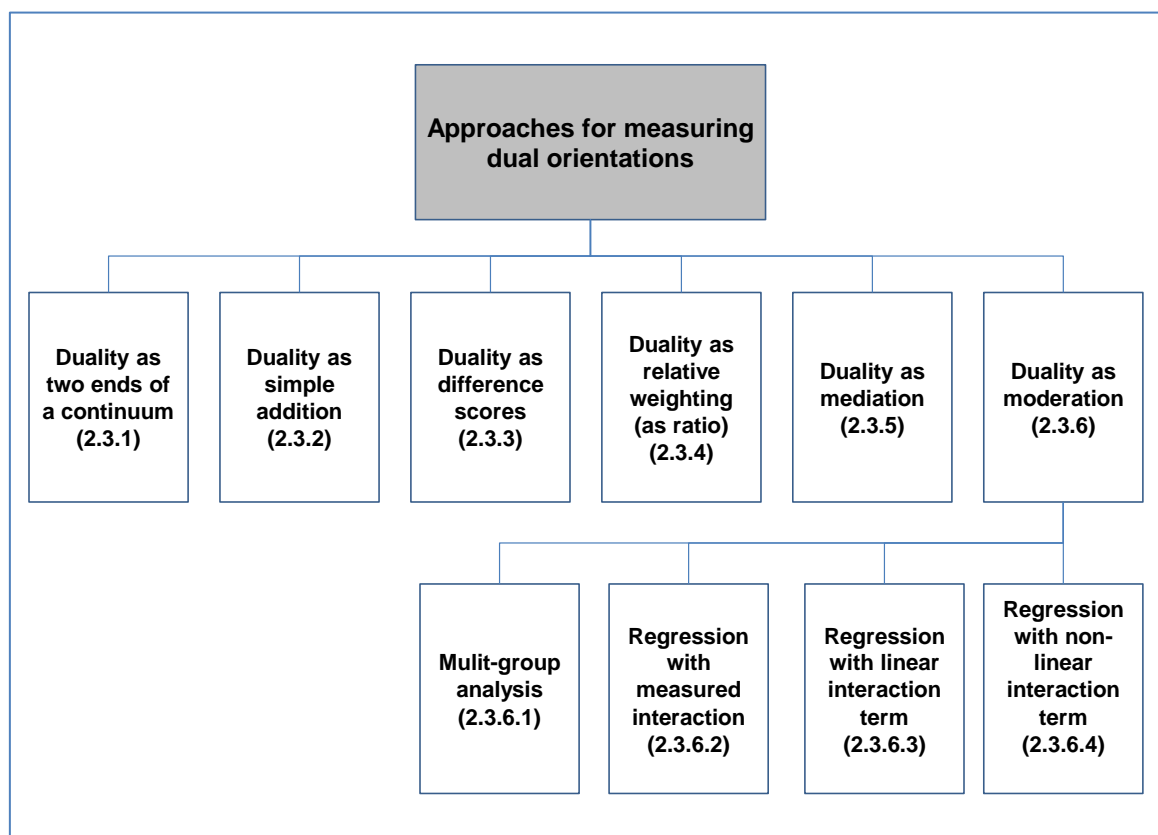 Approaches for measuring
dual orientations
Duality as
two ends of
a continuum
(2.3.1)
Duality as
simple
addition
(2.3.2)
Duality as
difference
scores
(2.3.3)
Duality as
relative
weighting
(as ratio)
(2.3.4)
Duality as
mediation
(2.3.5)
Duality as
moderation
(2.3.6)
Mulit-group
analysis
(2.3.6.1)
Regression
with
measured
interaction
(2.3.6.2)
Regression
with linear
interaction
term
(2.3.6.3)
Regression
with non-
linear
interaction
term
(2.3.6.4)